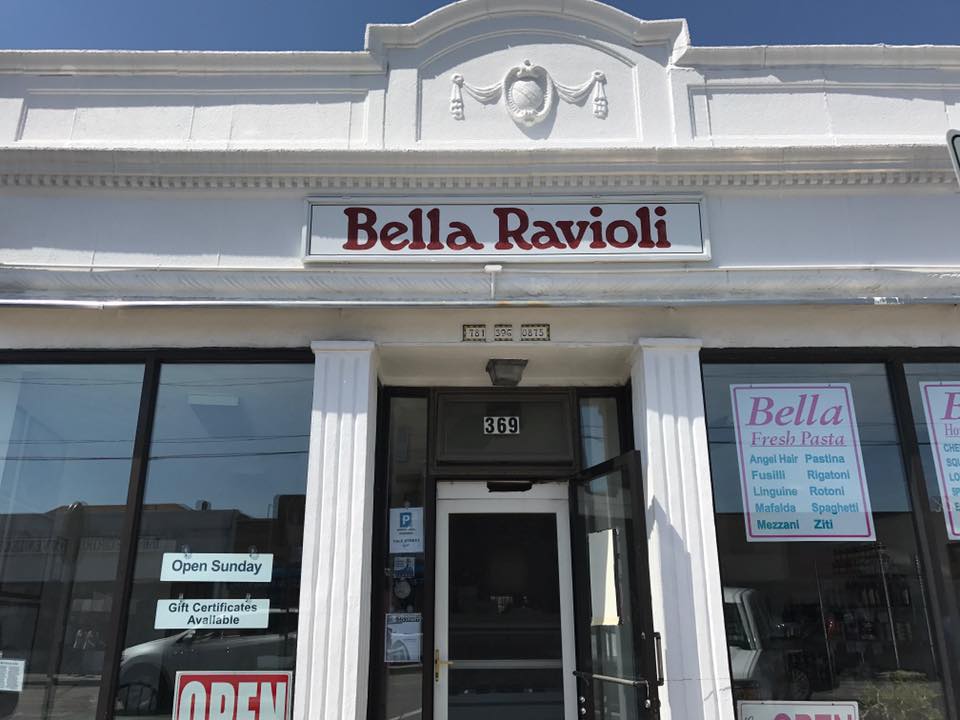 Bella Ravioli
781 396 0875
369
Bella
Fresh Pasta
Angel Hair Pastina
Fusilli Rigatoni
Linguine Rotoni
Mafalda Spaghetti
Mezzani Ziti
Open Sunday
Gift Certificates
Available
OPEN
P
OPEN